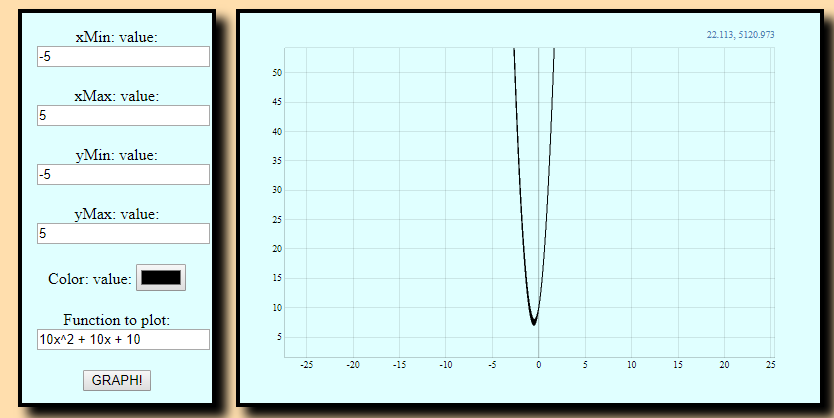 xMin: value:
-5
xMax: value:
5
yMin: value:
-5
yMax: value:
5
Color: value:
Function to plot:
10x^2 + 10x + 10
GRAPH!
22.113, 5120.973
50
45
40
35
30
25
20
15
10
5
-25 -20 -15 -10 -5 0 5 10 15 20 25